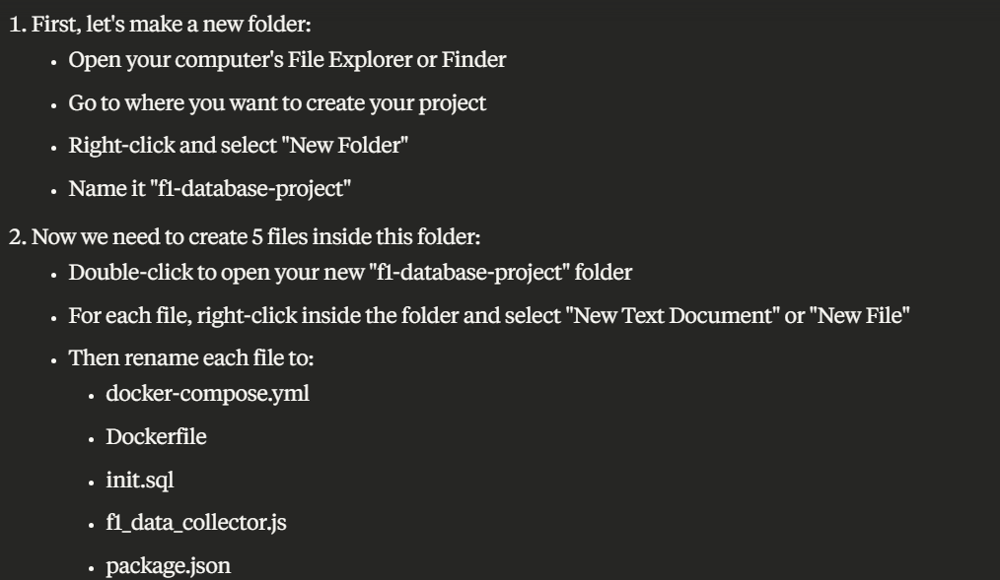 1. First, let's make a new folder:
• Open your computer's File Explorer or Finder
• Go to where you want to create your project
• Right-click and select "New Folder"
• Name it "f1-database-project"
2. Now we need to create 5 files inside this folder:
• Double-click to open your new "f1-database-project" folder
• For each file, right-click inside the folder and select "New Text Document" or "New File"
• Then rename each file to:
• docker-compose.yml
• Dockerfile
• init.sql
• f1_data_collector.js
• package.json